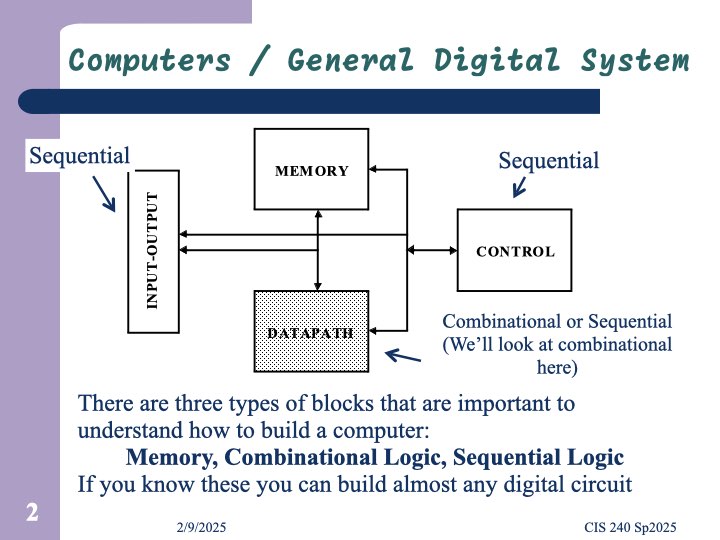 Computers / General Digital System
Sequential
MEMORY
Sequential
INPUT-OUTPUT
CONTROL
DATAPATH
Combinational or Sequential
(We’ll look at combinational
here)
There are three types of blocks that are important to
understand how to build a computer:
Memory, Combinational Logic, Sequential Logic
If you know these you can build almost any digital circuit
2
2/9/2025
CIS 240 Sp2025